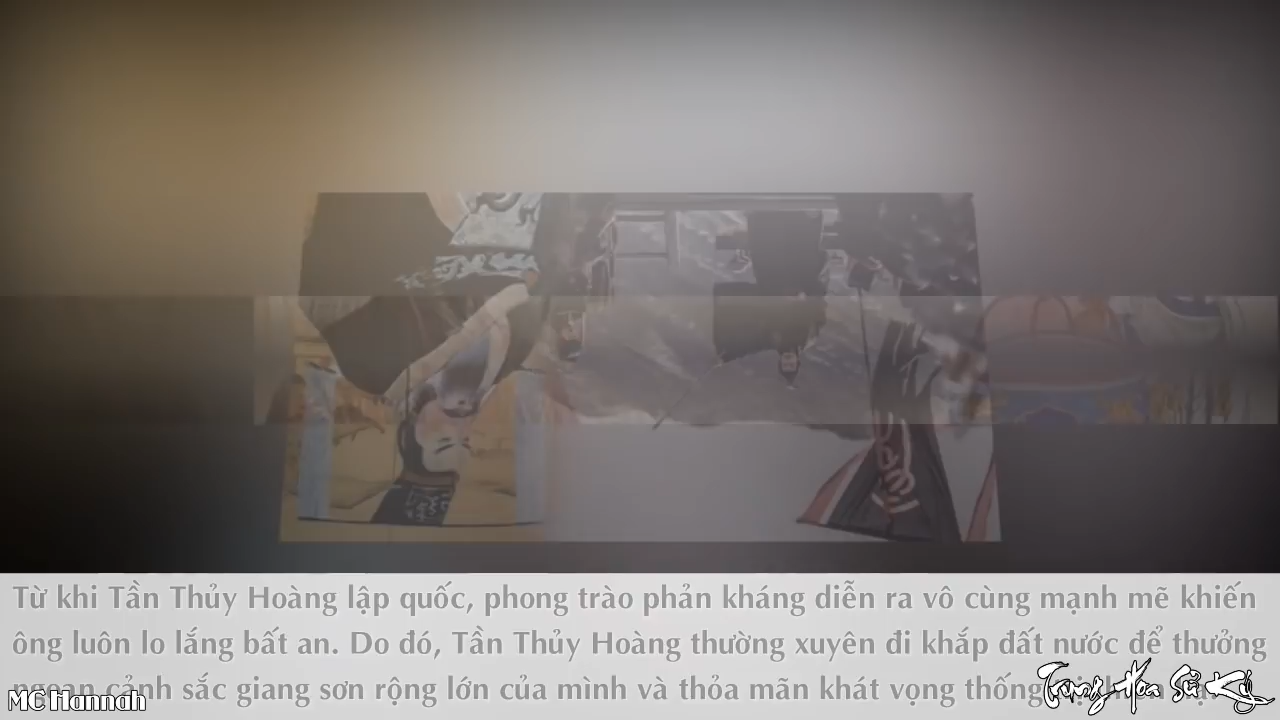 Từ khi Tần Thủy Hoàng lập quốc, phong trào phản kháng diễn ra vô cùng mạnh mẽ khiến
ông luôn lo lắng bất an. Do đó, Tần Thủy Hoàng thường xuyên đi khắp đất nước để thưởng
ngoạn cảnh sắc giang sơn rộng lớn của mình và thỏa mãn khát vọng thống
MC Hannah
Trung Hoa Sử Ký